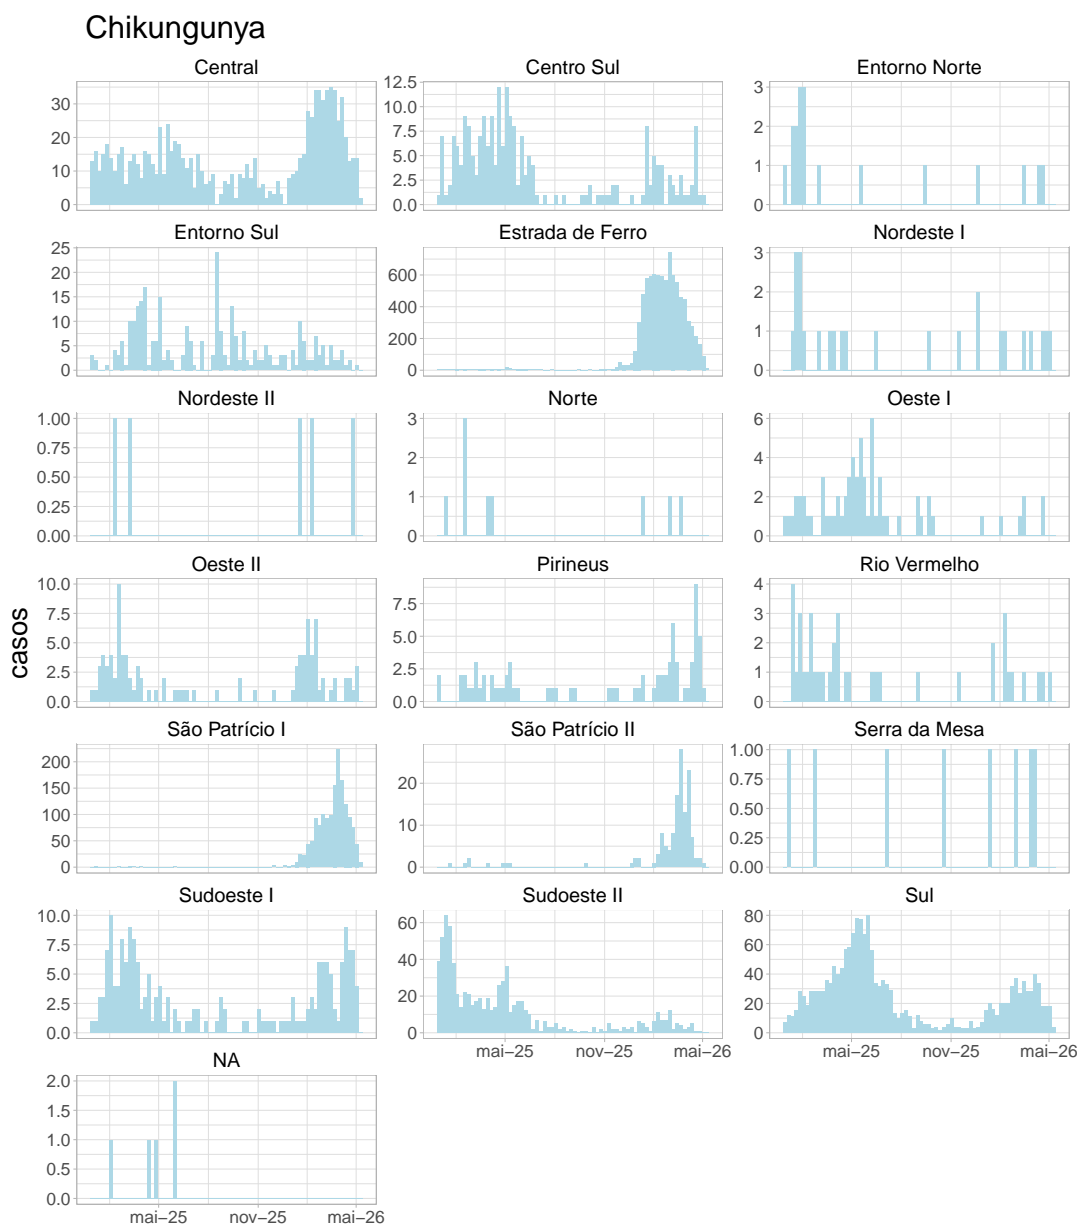 Chikungunya
Central
Centro Sul
Entorno Norte
30
20
10
0
12.5
10.0
7.5
5.0
2.5
0.0
3
2
1
0
Entorno Sul
Estrada de Ferro
Nordeste I
25
20
15
10
5
0
600
400
200
0
3
2
1
0
Nordeste II
Norte
Oeste I
1.00
0.75
0.50
0.25
0.00
3
2
1
0
6
4
2
0
Oeste II
Pirineus
Rio Vermelho
10.0
7.5
5.0
2.5
0.0
7.5
5.0
2.5
0.0
4
3
2
1
0
casos
São Patrício I
São Patrício II
Serra da Mesa
200
150
100
50
0
20
10
0
1.00
0.75
0.50
0.25
0.00
Sudoeste I
Sudoeste II
Sul
10.0
7.5
5.0
2.5
0.0
60
40
20
0
80
60
40
20
0
mai–25
nov–25
mai–26
mai–25
nov–25
mai–26
NA
2.0
1.5
1.0
0.5
0.0
mai–25
nov–25
mai–26